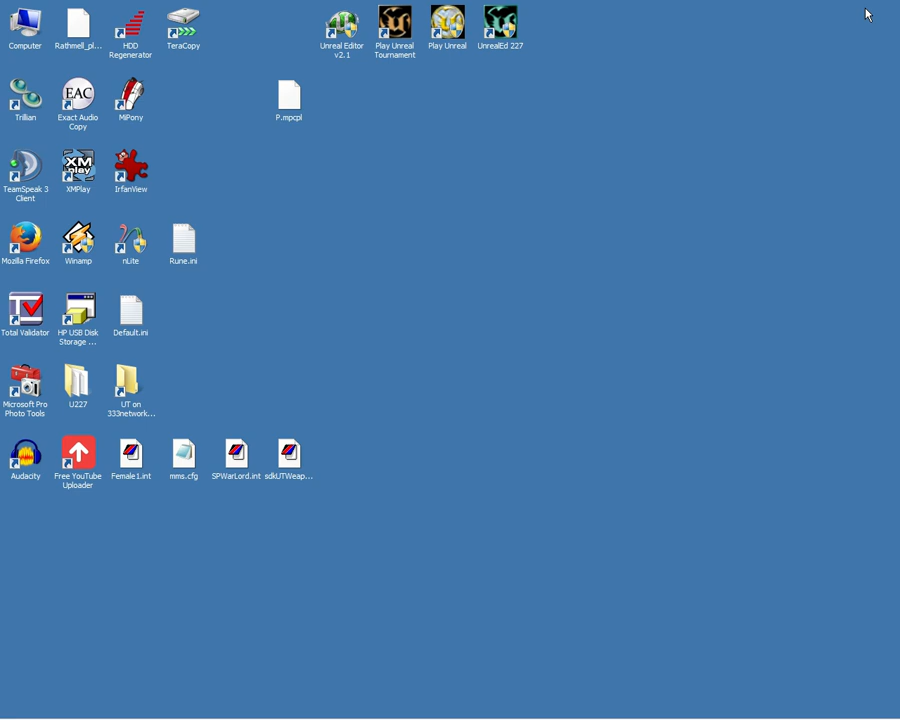 Computer
Rathmell_pl...
HDD
Regenerator
TeraCopy
Unreal Editor
v2.1
Play Unreal
Tournament
Play Unreal
UnrealEd 227
Trillian
EAC
Exact Audio
Copy
MiPony
P.mpcpl
TeamSpeak 3
Client
XM
play
XMPlay
IrfanView
Mozilla Firefox
Winamp
nLite
Rune.ini
Total Validator
HP USB Disk
Storage ...
Default.ini
Microsoft Pro
Photo Tools
U227
UT on
333network...
Audacity
Free YouTube
Uploader
Female1.int
mms.cfg
SPWarLord.int
sdkUTWeap...